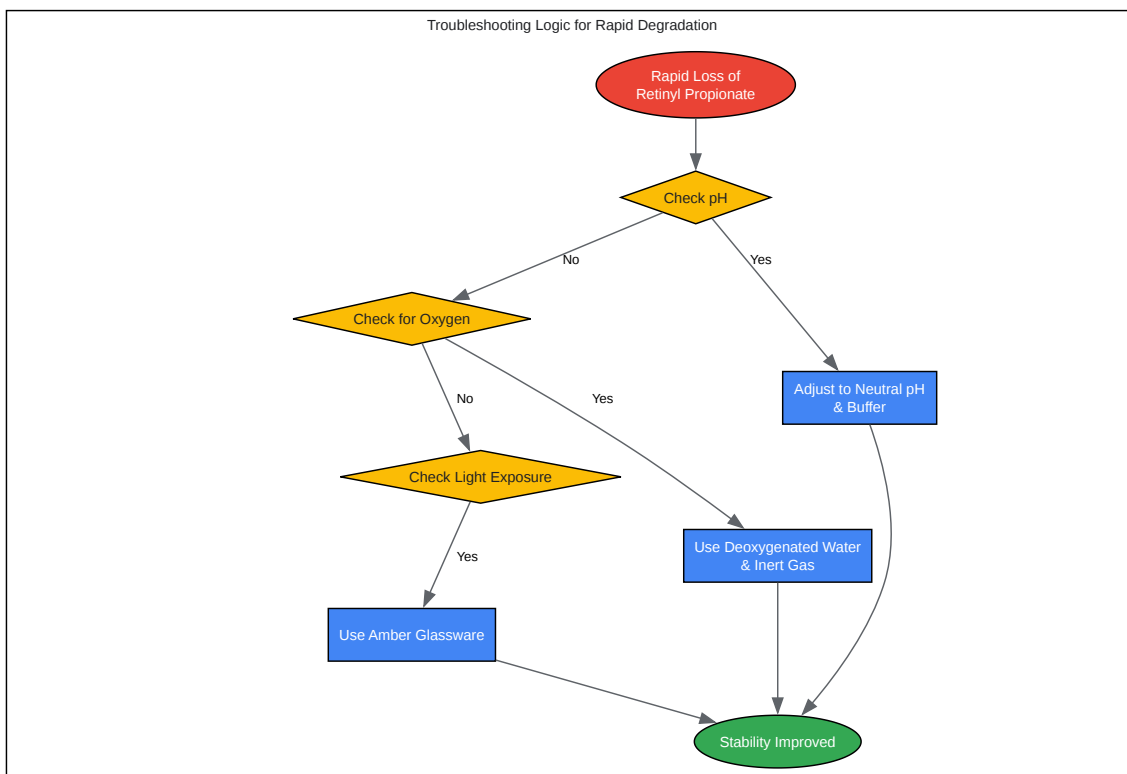 Troubleshooting Logic for Rapid Degradation
Rapid Loss of
Retinyl Propionate
Check pH
No
Yes
Check for Oxygen
Adjust to Neutral pH
& Buffer
No
Yes
Check Light Exposure
Use Deoxygenated Water
& Inert Gas
Yes
Use Amber Glassware
Stability Improved